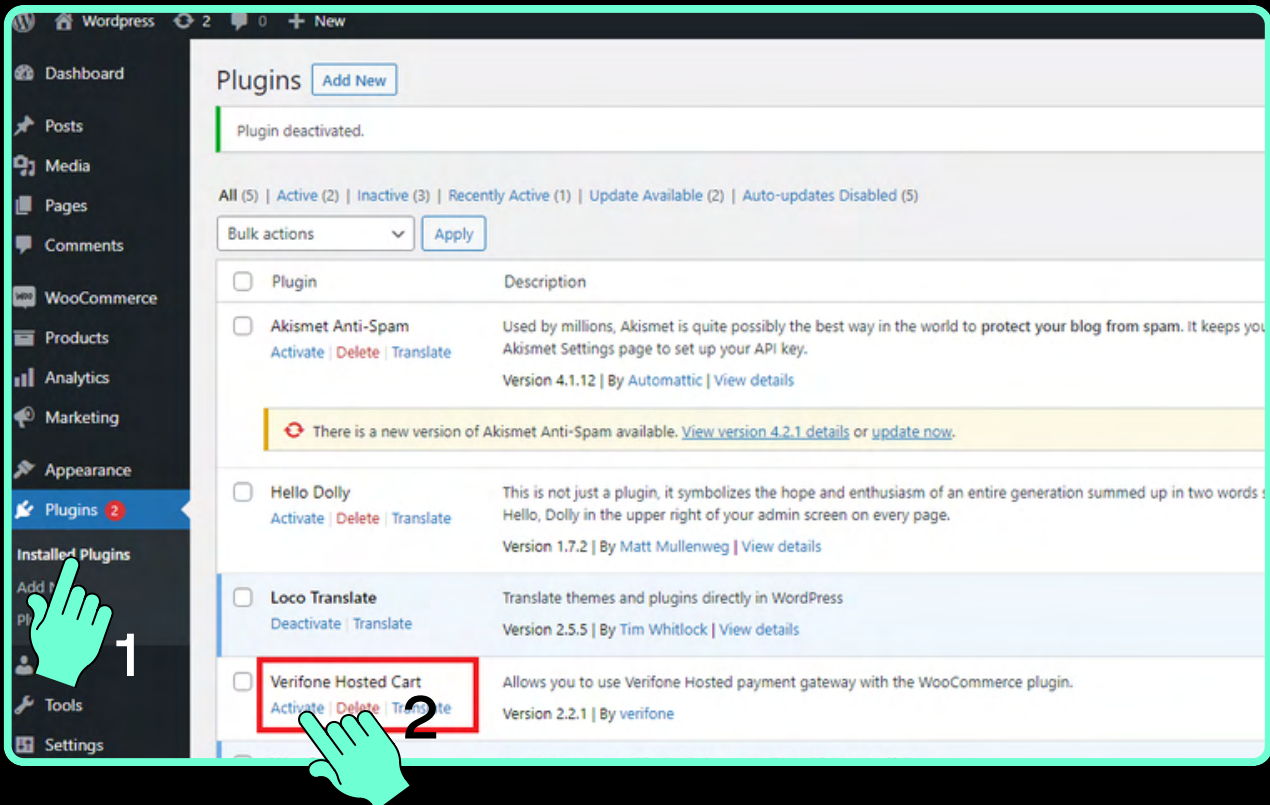 Wordpress 2 0 + New
Dashboard
Posts
Media
Pages
Comments
WooCommerce
Products
Analytics
Marketing
Appearance
Plugins 2
Installed Plugins
Add
1
Tools
Settings
Plugins Add New
Plugin deactivated.
All (5) | Active (2) | Inactive (3) | Recently Active (1) | Update Available (2) | Auto-updates Disabled (5)
Bulk actions Apply
Plugin Description
Akismet Anti-Spam
Activate | Delete | Translate
Used by millions, Akismet is quite possibly the best way in the world to protect your blog from spam. It keeps you
Akismet Settings page to set up your API key.
Version 4.1.12 | By Automattic | View details
There is a new version of Akismet Anti-Spam available. View version 4.2.1 details or update now.
Hello Dolly
Activate | Delete | Translate
This is not just a plugin, it symbolizes the hope and enthusiasm of an entire generation summed up in two words
Hello, Dolly in the upper right of your admin screen on every page.
Version 1.7.2 | By Matt Mullenweg | View details
Loco Translate
Deactivate | Translate
Translate themes and plugins directly in WordPress
Version 2.5.5 | By Tim Whitlock | View details
Verifone Hosted Cart
Activate | Delete | Translate
2
Allows you to use Verifone Hosted payment gateway with the WooCommerce plugin.
Version 2.2.1 | By verifone